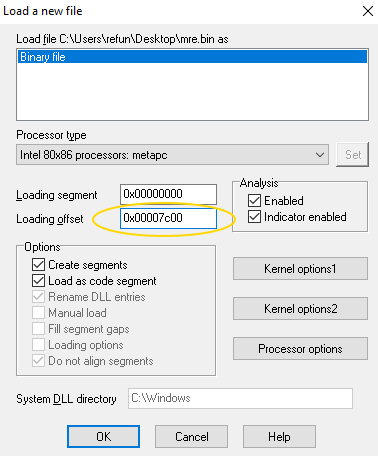 Load a new file
Load file C:\Users\refun\Desktop\mre.bin as
Binary file
Processor type
Intel 80x86 processors: metapc
Set
Loading segment
0x00000000
Loading offset
0x00007c00
Analysis
Enabled
Indicator enabled
Options
Create segments
Load as code segment
Rename DLL entries
Manual load
Fill segment gaps
Loading options
Do not align segments
Kernel options1
Kernel options2
Processor options
System DLL directory
C:\Windows
OK
Cancel
Help